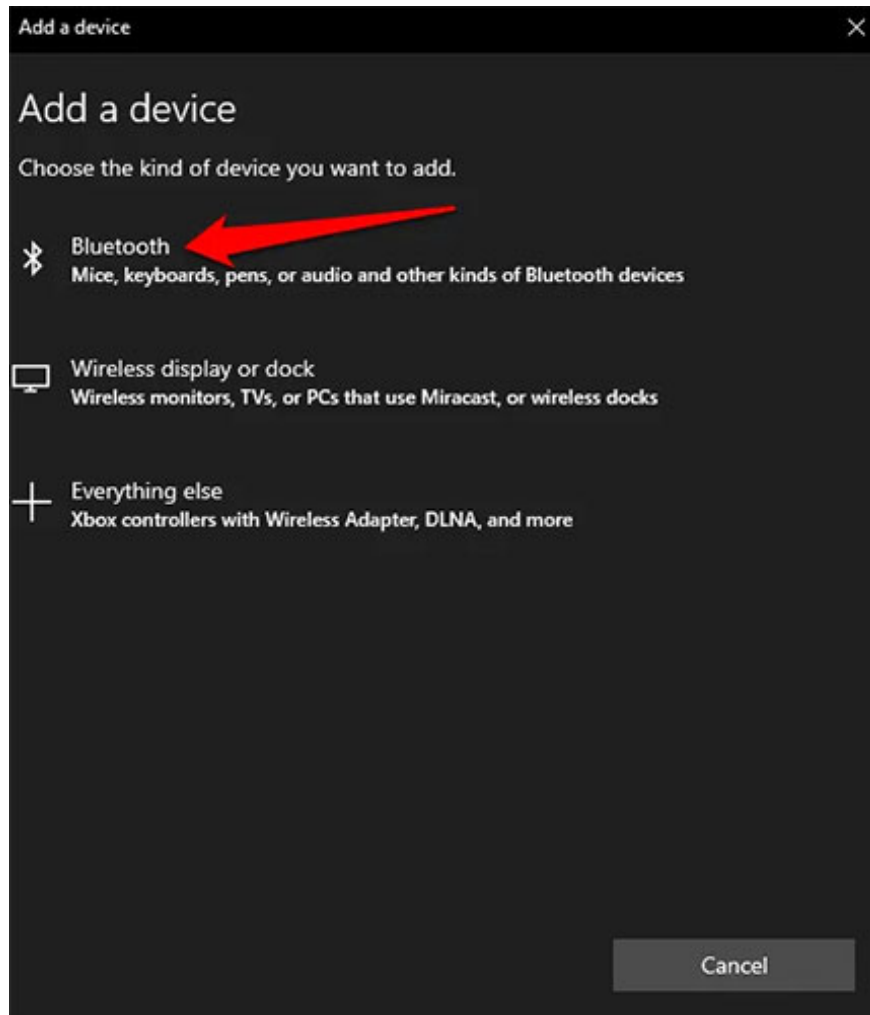 Add a device
Add a device
Choose the kind of device you want to add.
Bluetooth
Mice, keyboards, pens, or audio and other kinds of Bluetooth devices
Wireless display or dock
Wireless monitors, TVs, or PCs that use Miracast, or wireless docks
Everything else
Xbox controllers with Wireless Adapter, DLNA, and more
Cancel